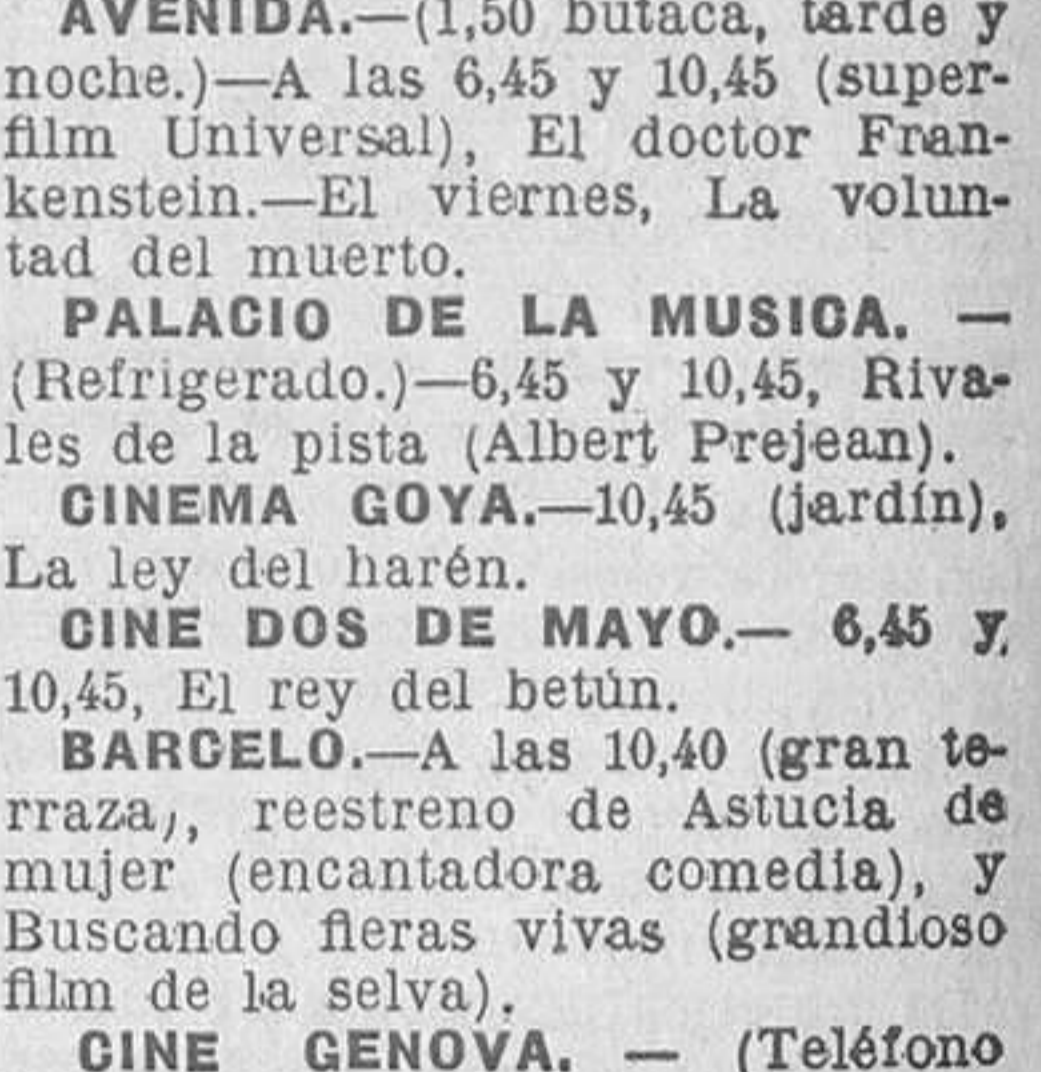 AVENIDA.—(1,50 butaca, tarde y
noche.)—A las 6,45 y 10,45 (super-
film Universal), El doctor Fran-
kenstein.—El viernes, La volun-
tad del muerto.
PALACIO DE LA MUSICA. —
(Refrigerado.)—6,45 y 10,45, Riva-
les de la pista (Albert Prejean).
CINEMA GOYA.—10,45 (jardín),
La ley del harén.
CINE DOS DE MAYO.— 6,45 y
10,45, El rey del betún.
BARCELO.—A las 10,40 (gran te-
rraza), reestreno de Astucia de
mujer (encantadora comedia), y
Buscando fieras vivas (grandioso
film de la selva).
CINE GENOVA. — (Teléfono